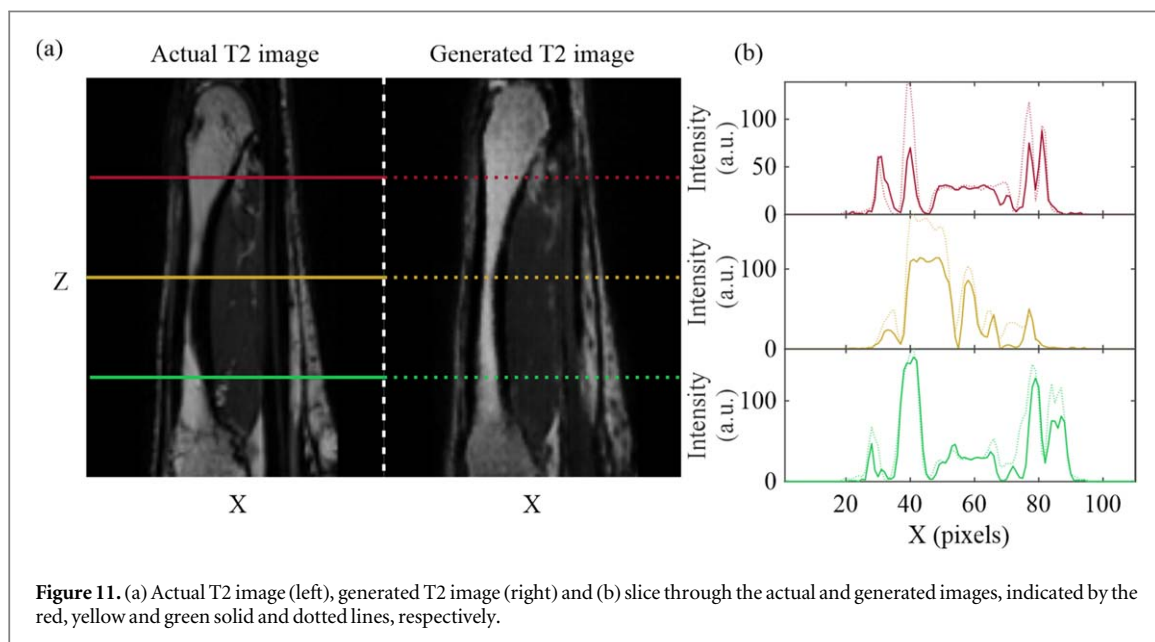 (a)
Actual T2 image
Generated T2 image
Z
X
X
(b)
Intensity
(a.u.)
100
50
0
Intensity
(a.u.)
100
0
Intensity
(a.u.)
100
0
20 40 60 80 100
X (pixels)
Figure 11. (a) Actual T2 image (left), generated T2 image (right) and (b) slice through the actual and generated images, indicated by the
red, yellow and green solid and dotted lines, respectively.